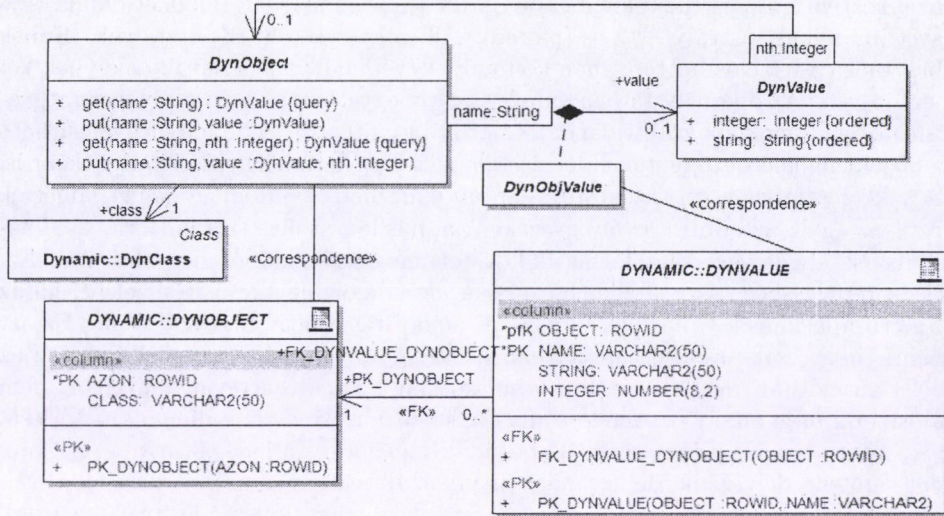 0..1
DynObject
+ get(name :String) : DynValue {query}
+ put(name :String, value :DynValue)
+ get(name :String, nth :Integer) : DynValue {query}
+ put(name :String, value :DynValue, nth :Integer)
name:String
+value
0..1
nth:Integer
DynValue
+ integer: Integer {ordered}
+ string: String {ordered}
DynObjValue
«correspondence»
+class
1
Class
Dynamic::DynClass
«correspondence»
DYNAMIC::DYNOBJECT
«column»
*PK AZON: ROWID
CLASS: VARCHAR2(50)
«PK»
+ PK_DYNOBJECT(AZON :ROWID)
+FK_DYNVALUE_DYNOBJECT
+PK_DYNOBJECT
1
«FK»
0..*
DYNAMIC::DYNVALUE
«column»
*pfK OBJECT: ROWID
*PK NAME: VARCHAR2(50)
STRING: VARCHAR2(50)
INTEGER: NUMBER(8,2)
«FK»
+ FK_DYNVALUE_DYNOBJECT(OBJECT :ROWID)
«PK»
+ PK_DYNVALUE(OBJECT :ROWID, NAME :VARCHAR2)